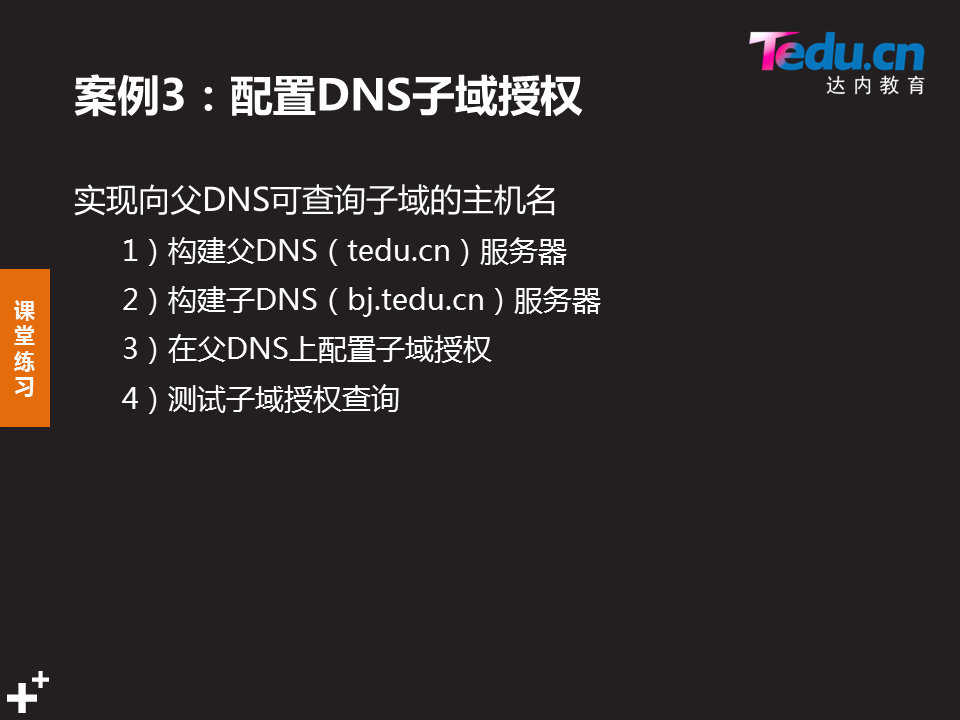 Tedu.cn
达内教育
案例3：配置DNS子域授权
实现向父DNS可查询子域的主机名
1）构建父DNS（tedu.cn）服务器
2）构建子DNS（bj.tedu.cn）服务器
3）在父DNS上配置子域授权
4）测试子域授权查询
课堂练习